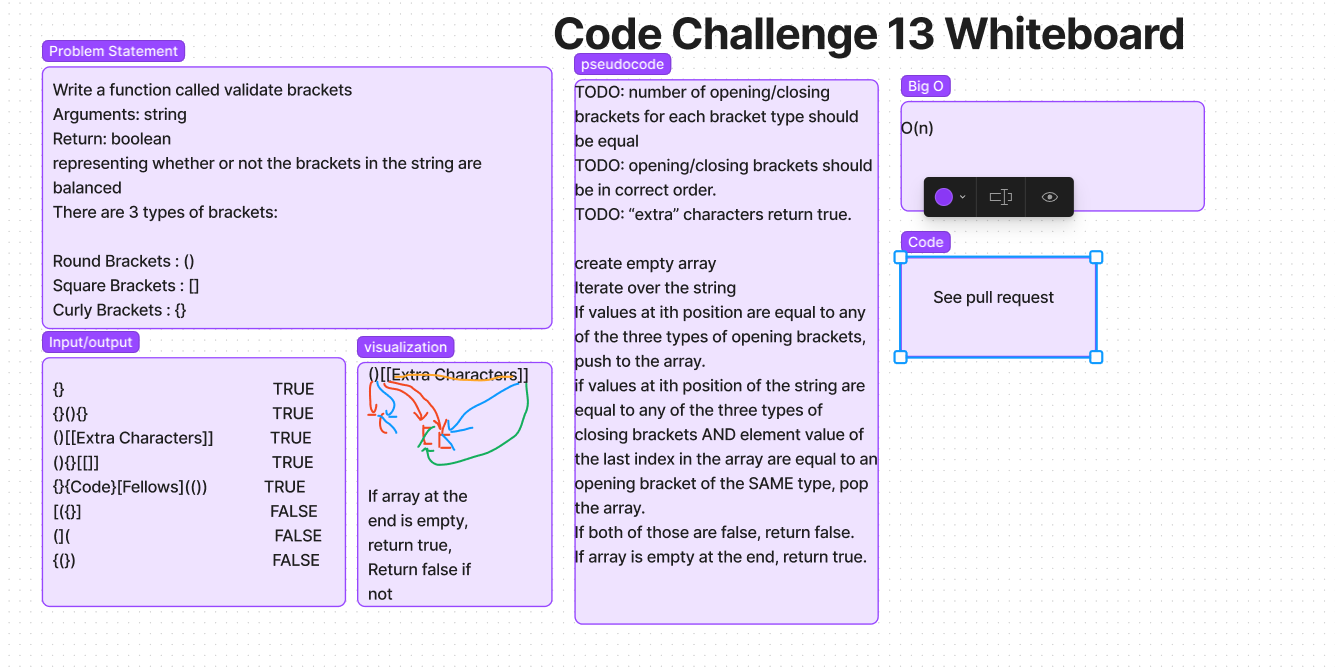 Code Challenge 13 Whiteboard
Problem Statement
Write a function called validate brackets
Arguments: string
Return: boolean
representing whether or not the brackets in the string are
balanced
There are 3 types of brackets:
Round Brackets : ()
Square Brackets : []
Curly Brackets : {}
Input/output
{} TRUE
{}(){} TRUE
()[[Extra Characters]] TRUE
(){}[[]] TRUE
{}{Code}[Fellows](()) TRUE
[({}] FALSE
(]( FALSE
{(}) FALSE
visualization
()[[Extra Characters]]
If array at the
end is empty,
return true,
Return false if
not
pseudocode
TODO: number of opening/closing
brackets for each bracket type should
be equal
TODO: opening/closing brackets should
be in correct order.
TODO: “extra” characters return true.
create empty array
Iterate over the string
If values at ith position are equal to any
of the three types of opening brackets,
push to the array.
if values at ith position of the string are
equal to any of the three types of
closing brackets AND element value of
the last index in the array are equal to an
opening bracket of the SAME type, pop
the array.
If both of those are false, return false.
If array is empty at the end, return true.
Big O
O(n)
Code
See pull request